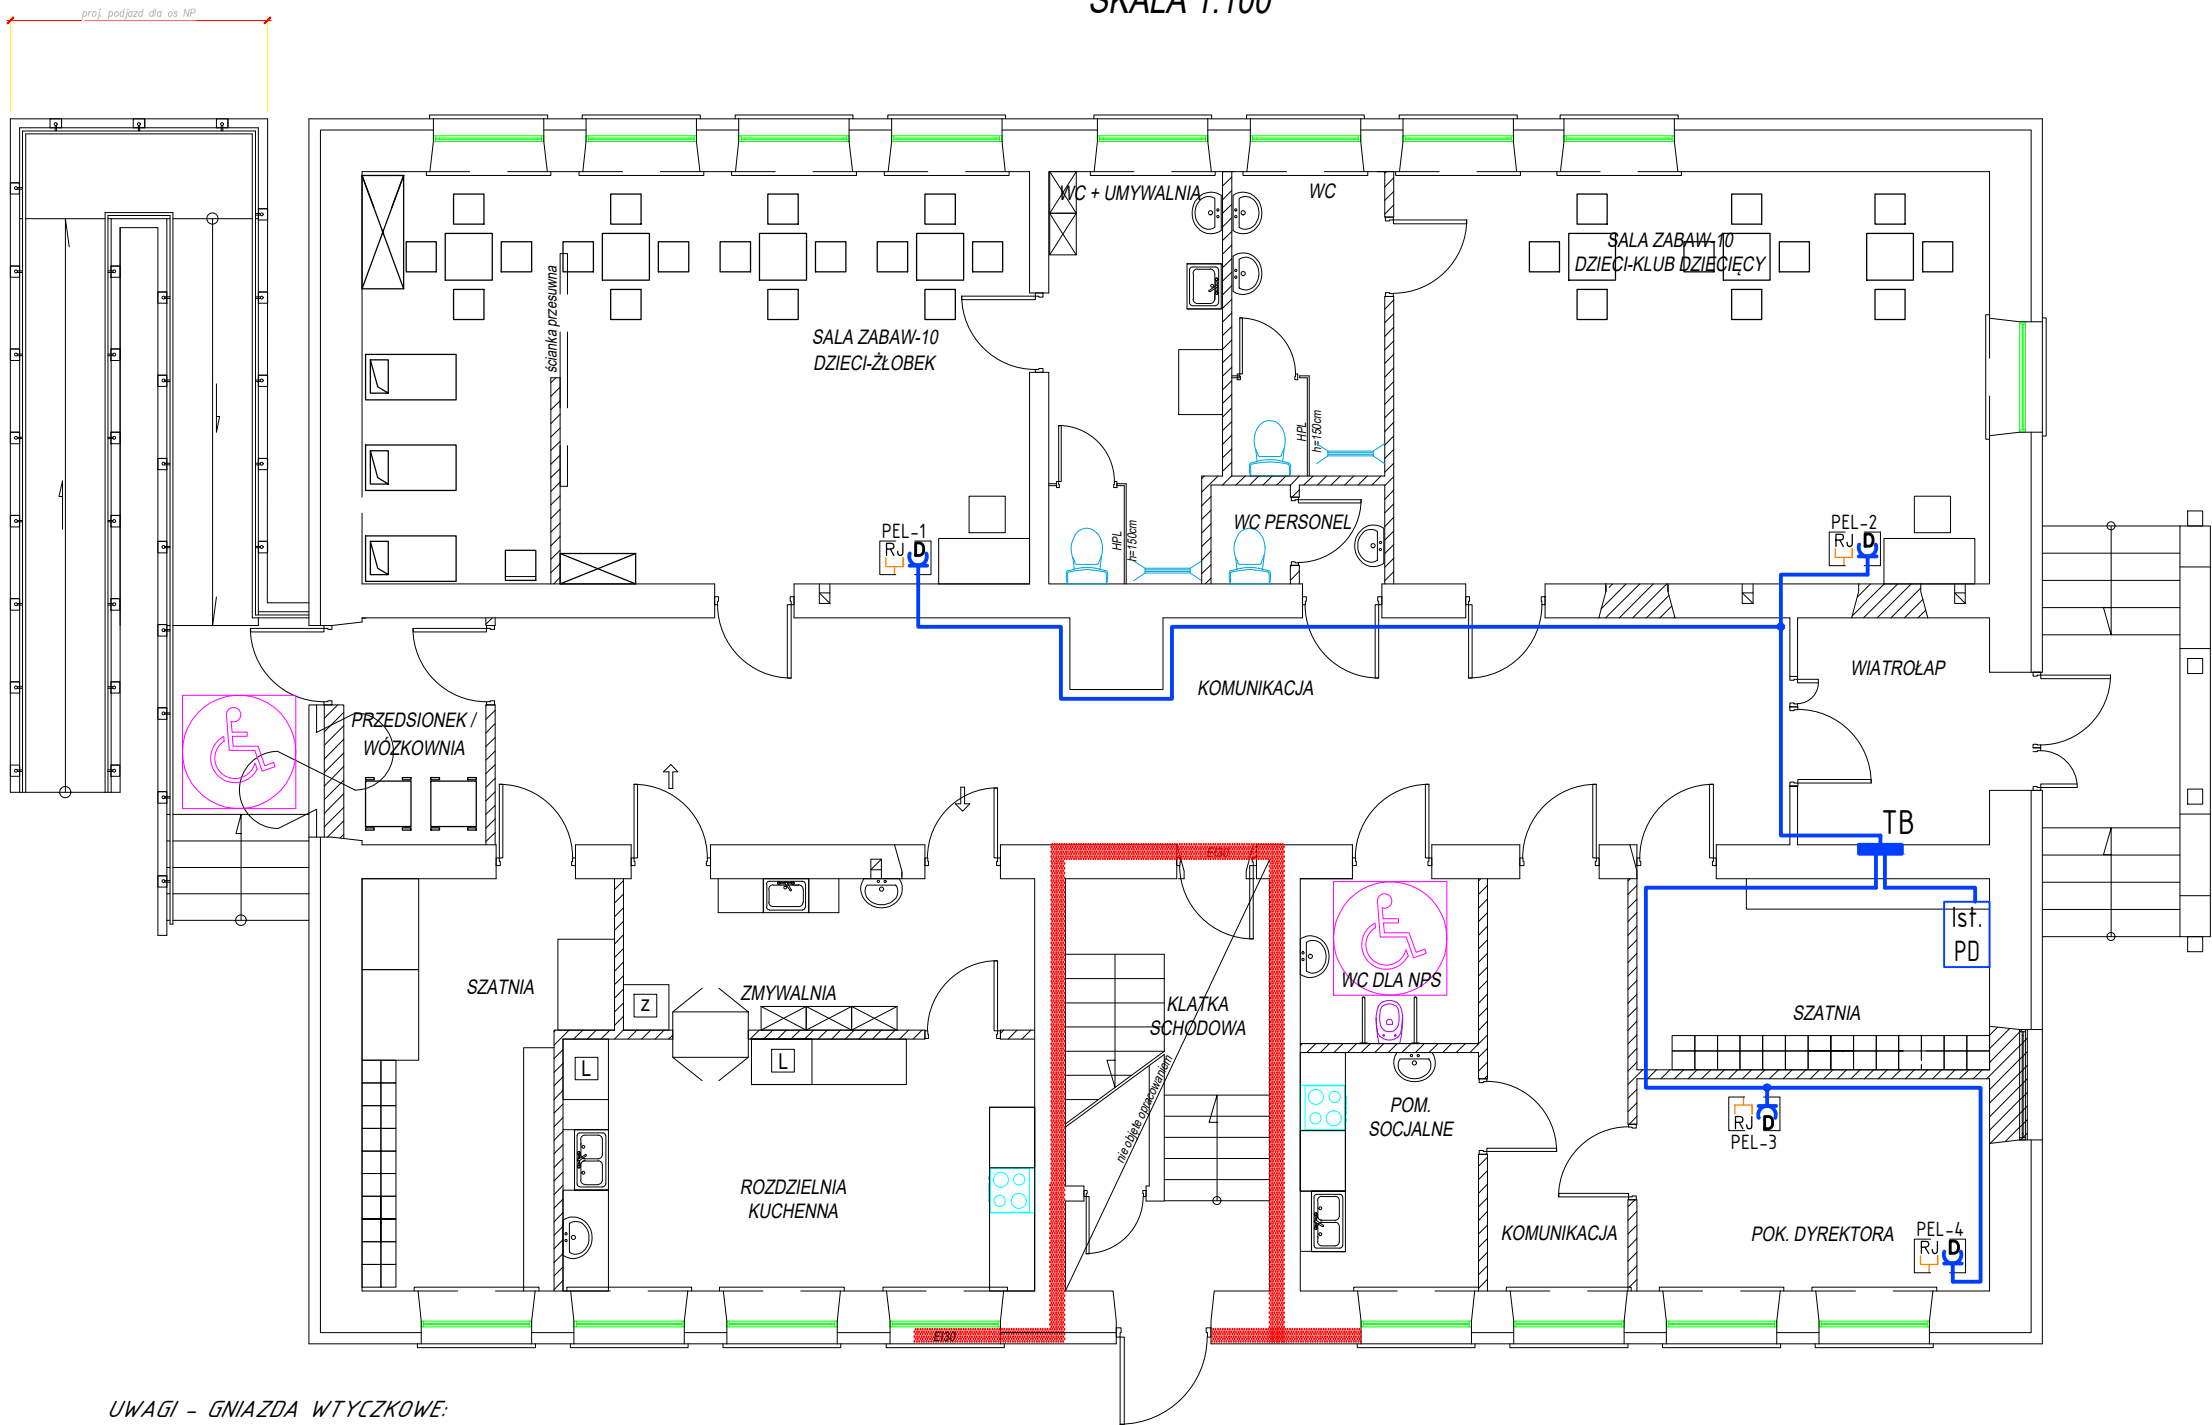 SKALA 1:100
proj. podjazd dla os NP
WC + UMYWALNIA
WC
SALA ZABAW-10
DZIECI-KLUB DZIECIĘCY
ścianka przesuwna
SALA ZABAW-10
DZIECI-ŻŁOBEK
HPL
h=150cm
HPL
h=150cm
WC PERSONEL
PEL-1
RJ D
PEL-2
RJ D
KOMUNIKACJA
WIATROŁAP
PRZEDSIONEK /
WÓZKOWNIA
TB
EI30
Ist.
PD
SZATNIA
ZMYWALNIA
Z
KLATKA
SCHODOWA
WC DLA NPS
SZATNIA
L
L
nie objęte opracowaniem
POM.
SOCJALNE
RJ D
PEL-3
ROZDZIELNIA
KUCHENNA
KOMUNIKACJA
POK. DYREKTORA
PEL-4
RJ D
EI30
UWAGI - GNIAZDA WTYCZKOWE: